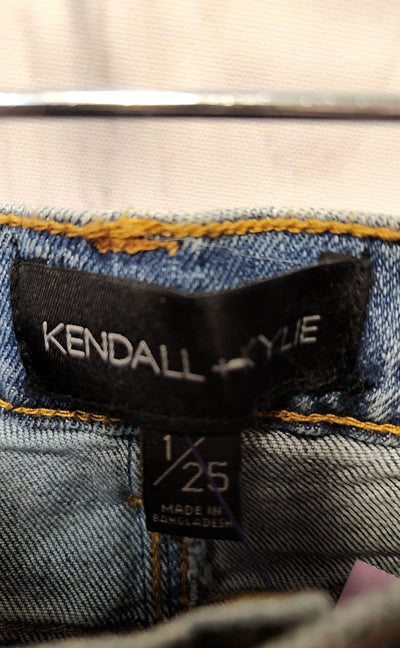 KENDALL + KYLIE
1/25
MADE IN
BANGLADESH